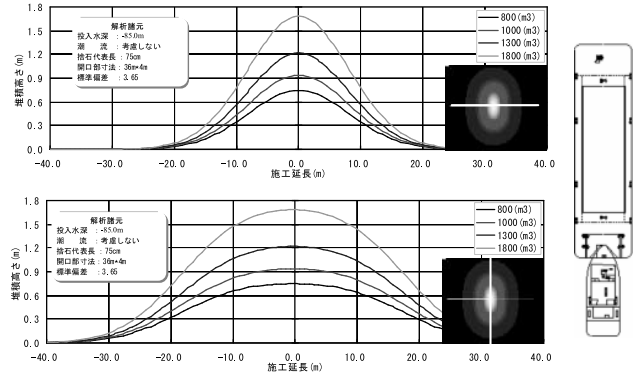 1.8
1.5
1.2
0.9
0.6
0.3
0.0
堆積高さ(m)
解析諸元
投入水深 : -85.0m
潮 流 : 考慮しない
捨石代表長 : 75cm
開口部寸法 : 36m*4m
標準偏差 : 3.65
800(m3)
1000(m3)
1300(m3)
1800(m3)
-40.0 -30.0 -20.0 -10.0 0.0 10.0 20.0 30.0 40.0
施工延長(m)
1.8
1.5
1.2
0.9
0.6
0.3
0.0
堆積高さ(m)
解析諸元
投入水深 : -85.0m
潮 流 : 考慮しない
捨石代表長 : 75cm
開口部寸法 : 36m*4m
標準偏差 : 3.65
800(m3)
1000(m3)
1300(m3)
1800(m3)
-40.0 -30.0 -20.0 -10.0 0.0 10.0 20.0 30.0 40.0
施工延長(m)